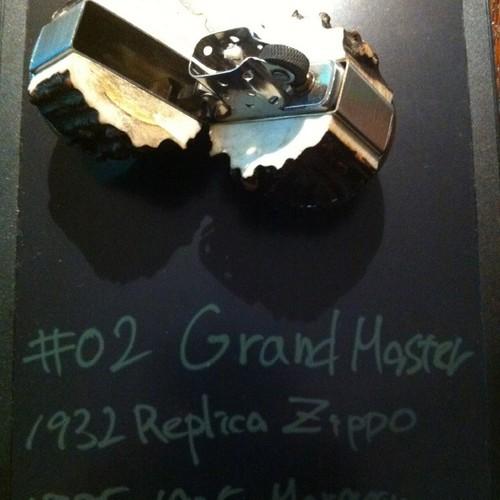 #02 Grand Master
1932 Replica Zippo